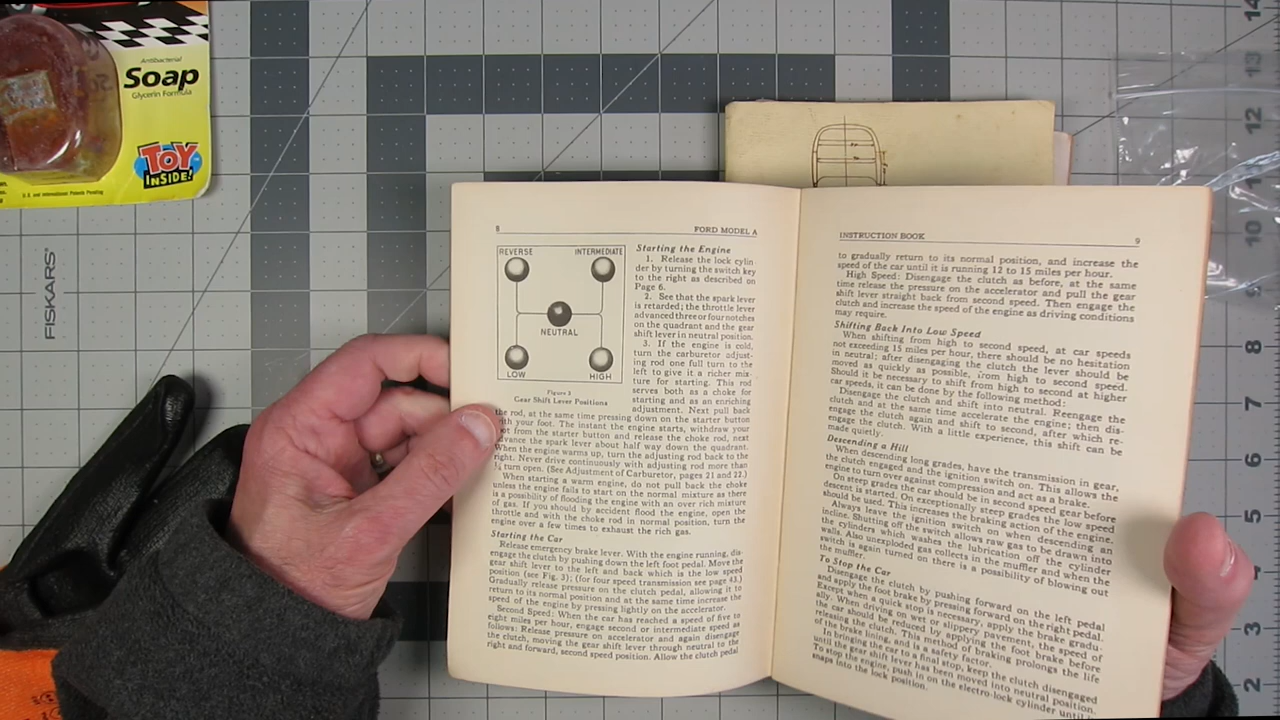 Antibacterial
Soap
Glycerin Formula
TOY
INSIDE!
U.S. and International Patents Pending
FISKARS
14
13
12
11
10
9
8
7
6
5
4
3
2
8
FORD MODEL A
REVERSE
INTERMEDIATE
NEUTRAL
LOW
HIGH
Figure 3
Gear Shift Lever Positions
Starting the Engine
1. Release the lock cylin-
der by turning the switch key
to the right as described on
Page 6.
2. See that the spark lever
is retarded; the throttle lever
advanced three or four notches
on the quadrant and the gear
shift lever in neutral position.
3. If the engine is cold,
turn the carburetor adjust-
ing rod one full turn to the
left to give it a richer mix-
ture for starting. This rod
serves both as a choke for
starting and as an enriching
adjustment. Next pull back
the rod, at the same time pressing down on the starter button
with your foot. The instant the engine starts, withdraw your
foot from the starter button and release the choke rod, next
advance the spark lever about half way down the quadrant.
When the engine warms up, turn the adjusting rod back to the
right. Never drive continuously with adjusting rod more than
¼ turn open. (See Adjustment of Carburetor, pages 21 and 22.)
When starting a warm engine, do not pull back the choke
unless the engine fails to start on the normal mixture as there
is a possibility of flooding the engine with an over rich mixture
of gas. If you should by accident flood the engine, open the
throttle and with the choke rod in normal position, turn the
engine over a few times to exhaust the rich gas.
Starting the Car
Release emergency brake lever. With the engine running, dis-
engage the clutch by pushing down the left foot pedal. Move the
gear shift lever to the left and back which is the low speed
position (see Fig. 3); (for four speed transmission see page 43.)
Gradually release pressure on the clutch pedal, allowing it to
return to its normal position and at the same time increase the
speed of the engine by pressing lightly on the accelerator.
Second Speed: When the car has reached a speed of five to
eight miles per hour, engage second or intermediate speed as
follows: Release pressure on accelerator and again disengage
the clutch, moving the gear shift lever through neutral to the
right and forward, second speed position. Allow the clutch pedal
INSTRUCTION BOOK
9
to gradually return to its normal position, and increase the
speed of the car until it is running 12 to 15 miles per hour.
High Speed: Disengage the clutch as before, at the same
time release the pressure on the accelerator and pull the gear
shift lever straight back from second speed. Then engage the
clutch and increase the speed of the engine as driving conditions
may require.
Shifting Back Into Low Speed
When shifting from high to second speed, at car speeds
not exceeding 15 miles per hour, there should be no hesitation
in neutral; after disengaging the clutch the lever should be
moved as quickly as possible, from high to second speed.
Should it be necessary to shift from high to second at higher
car speeds, it can be done by the following method:
Disengage the clutch and shift into neutral. Reengage the
clutch and at the same time accelerate the engine; then dis-
engage the clutch again and shift to second, after which re-
engage the clutch. With a little experience, this shift can be
made quietly.
Descending a Hill
When descending long grades, have the transmission in gear,
the clutch engaged and the ignition switch on. This allows the
engine to turn over against compression and act as a brake.
On steep grades the car should be in second speed gear before
descent is started. On exceptionally steep grades the low speed
should be used. This increases the braking action of the engine.
Always leave the ignition switch on when descending an
incline. Shutting off the switch allows raw gas to be drawn into
the cylinders which washes the lubrication off the cylinder
walls. Also unexploded gas collects in the muffler and when the
switch is again turned on there is a possibility of blowing out
the muffler.
To Stop the Car
Disengage the clutch by pushing forward on the left pedal
and apply the foot brake by pressing forward on the right pedal.
Except when a quick stop is necessary, apply the brake gradu-
ally. When driving on wet or slippery pavement, the speed of
the car should be reduced by applying the foot brake before
releasing the clutch. This method of braking prolongs the life
of the brake lining, and is a safety factor.
In bringing the car to a final stop, keep the clutch disengaged
until the gear shift lever has been moved into neutral position.
To stop the engine, push in on the electro-lock cylinder until it
snaps into the lock position.